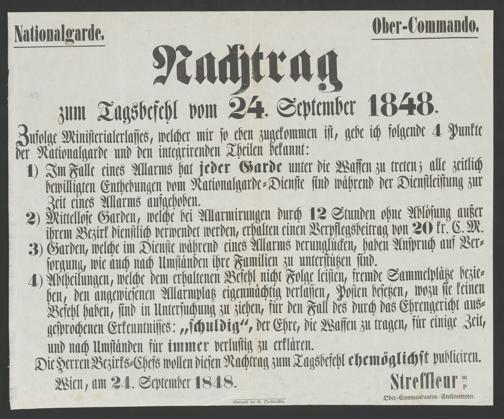 Nationalgarde.
Ober-Commando.
Nachtrag
zum Tagsbefehl vom 24. September 1848.
Zufolge Ministerialerlasses, welcher mir so eben zugekommen ist, gebe ich folgende 4 Punkte
der Nationalgarde und den integrirenden Theilen bekannt:
1) Im Falle eines Allarms hat jeder Garde unter die Waffen zu treten; alle zeitlich
bewilligten Enthebungen vom Nationalgarde-Dienste sind während der Dienstleistung zur
Zeit eines Allarms aufgehoben.
2) Mittellose Garden, welche bei Allarmirungen durch 12 Stunden ohne Ablösung außer
ihrem Bezirk dienstlich verwendet werden, erhalten einen Verpflegsbeitrag von 20 kr. C. M.
3) Garden, welche im Dienste während eines Allarms verunglücken, haben Anspruch auf Ver-
sorgung, wie auch nach Umständen ihre Familien zu unterstützen sind.
4) Abtheilungen, welche dem erhaltenen Befehl nicht Folge leisten, fremde Sammelplätze bezie-
hen, den angewiesenen Allarmplatz eigenmächtig verlassen, Posten besetzen, wozu sie keinen
Befehl haben, sind in Untersuchung zu ziehen, für den Fall des durch das Ehrengericht aus-
gesprochenen Erkenntnisses: „schuldig“, der Ehre, die Waffen zu tragen, für einige Zeit,
und nach Umständen für immer verlustig zu erklären.
Die Herren Bezirks-Chefs wollen diesen Nachtrag zum Tagsbefehl ehemöglichst publiciren.
Wien, am 24. September 1848.
Streffleur m/p
Ober-Commandanten-Stellvertreter.